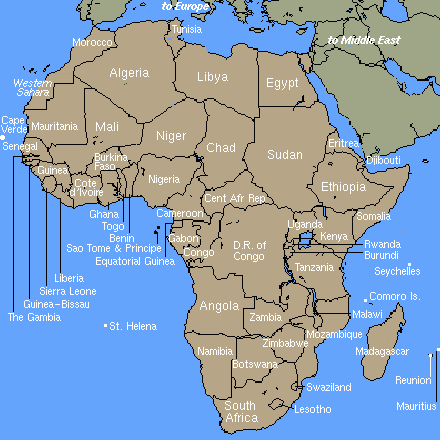 to Europe
Tunisia
to Middle East
Morocco
Algeria
Libya
Egypt
Western
Sahara
Cape
Verde
Mauritania
Mali
Niger
Chad
Sudan
Eritrea
Senegal
Djibouti
Guinea
Burkina
Faso
Nigeria
Ethiopia
Cote
d'Ivoire
Cent Afr Rep
Ghana
Cameroon
Somalia
Togo
Uganda
Benin
Gabon
D.R. of
Congo
Kenya
Rwanda
Sao Tome & Principe
Congo
Burundi
Equatorial Guinea
Tanzania
Seychelles
Liberia
Sierra Leone
Comoro Is.
Guinea-Bissau
Angola
Malawi
The Gambia
Zambia
St. Helena
Mozambique
Zimbabwe
Namibia
Madagascar
Botswana
Reunion
Swaziland
South
Africa
Lesotho
Mauritius